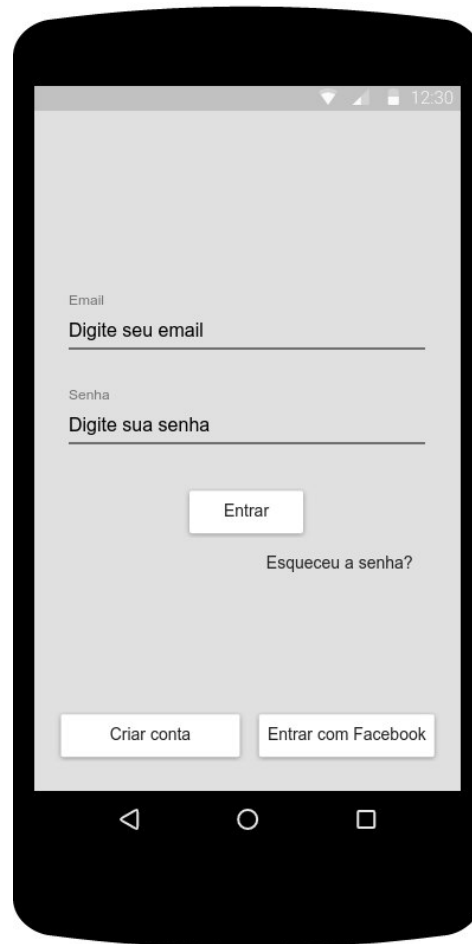 12:30
Email
Digite seu email
Senha
Digite sua senha
Entrar
Esqueceu a senha?
Criar conta
Entrar com Facebook